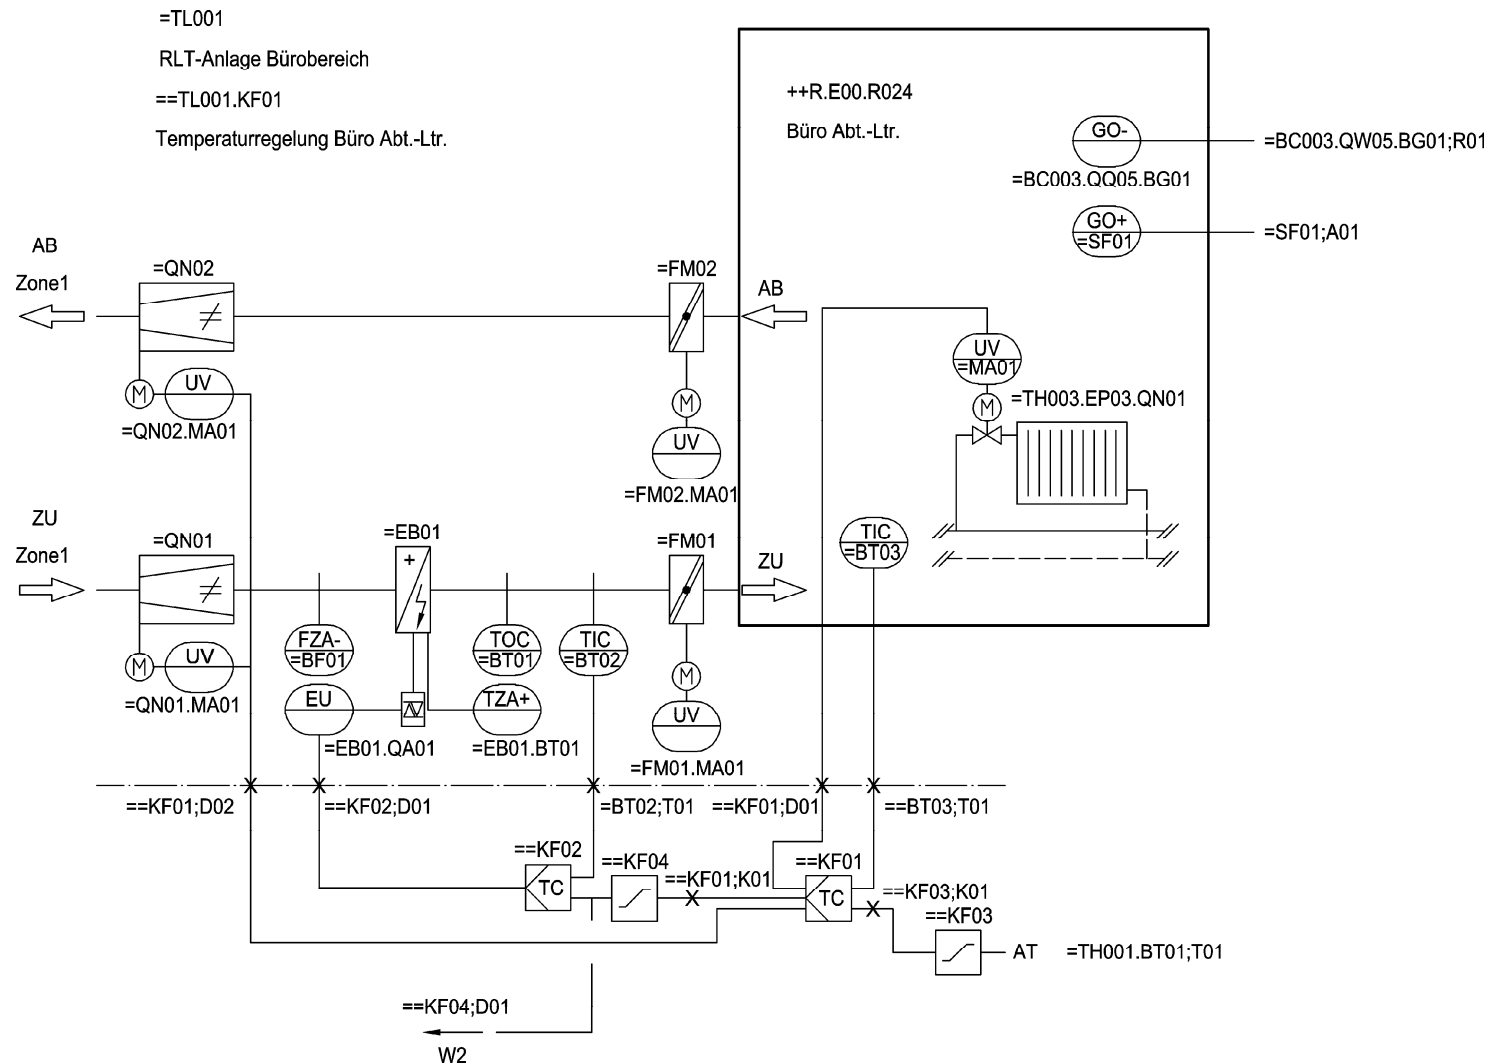 =TL001
RLT-Anlage Bürobereich
==TL001.KF01
Temperaturregelung Büro Abt.-Ltr.
++R.E00.R024
Büro Abt.-Ltr.
GO-
=BC003.QW05.BG01;R01
=BC003.QQ05.BG01
GO+
=SF01
=SF01;A01
AB
Zone1
=QN02
=FM02
AB
M
UV
=QN02.MA01
M
UV
=FM02.MA01
UV
=MA01
M
=TH003.EP03.QN01
ZU
Zone1
=QN01
=EB01
+
=FM01
ZU
TIC
=BT03
M
UV
=QN01.MA01
FZA-
=BF01
TOC
=BT01
TIC
=BT02
M
UV
=FM01.MA01
EU
=EB01.QA01
TZA+
=EB01.BT01
==KF01;D02
==KF02;D01
=BT02;T01
==KF01;D01
==BT03;T01
==KF02
TC
==KF04
==KF01;K01
==KF01
TC
==KF03;K01
==KF03
AT
=TH001.BT01;T01
==KF04;D01
W2